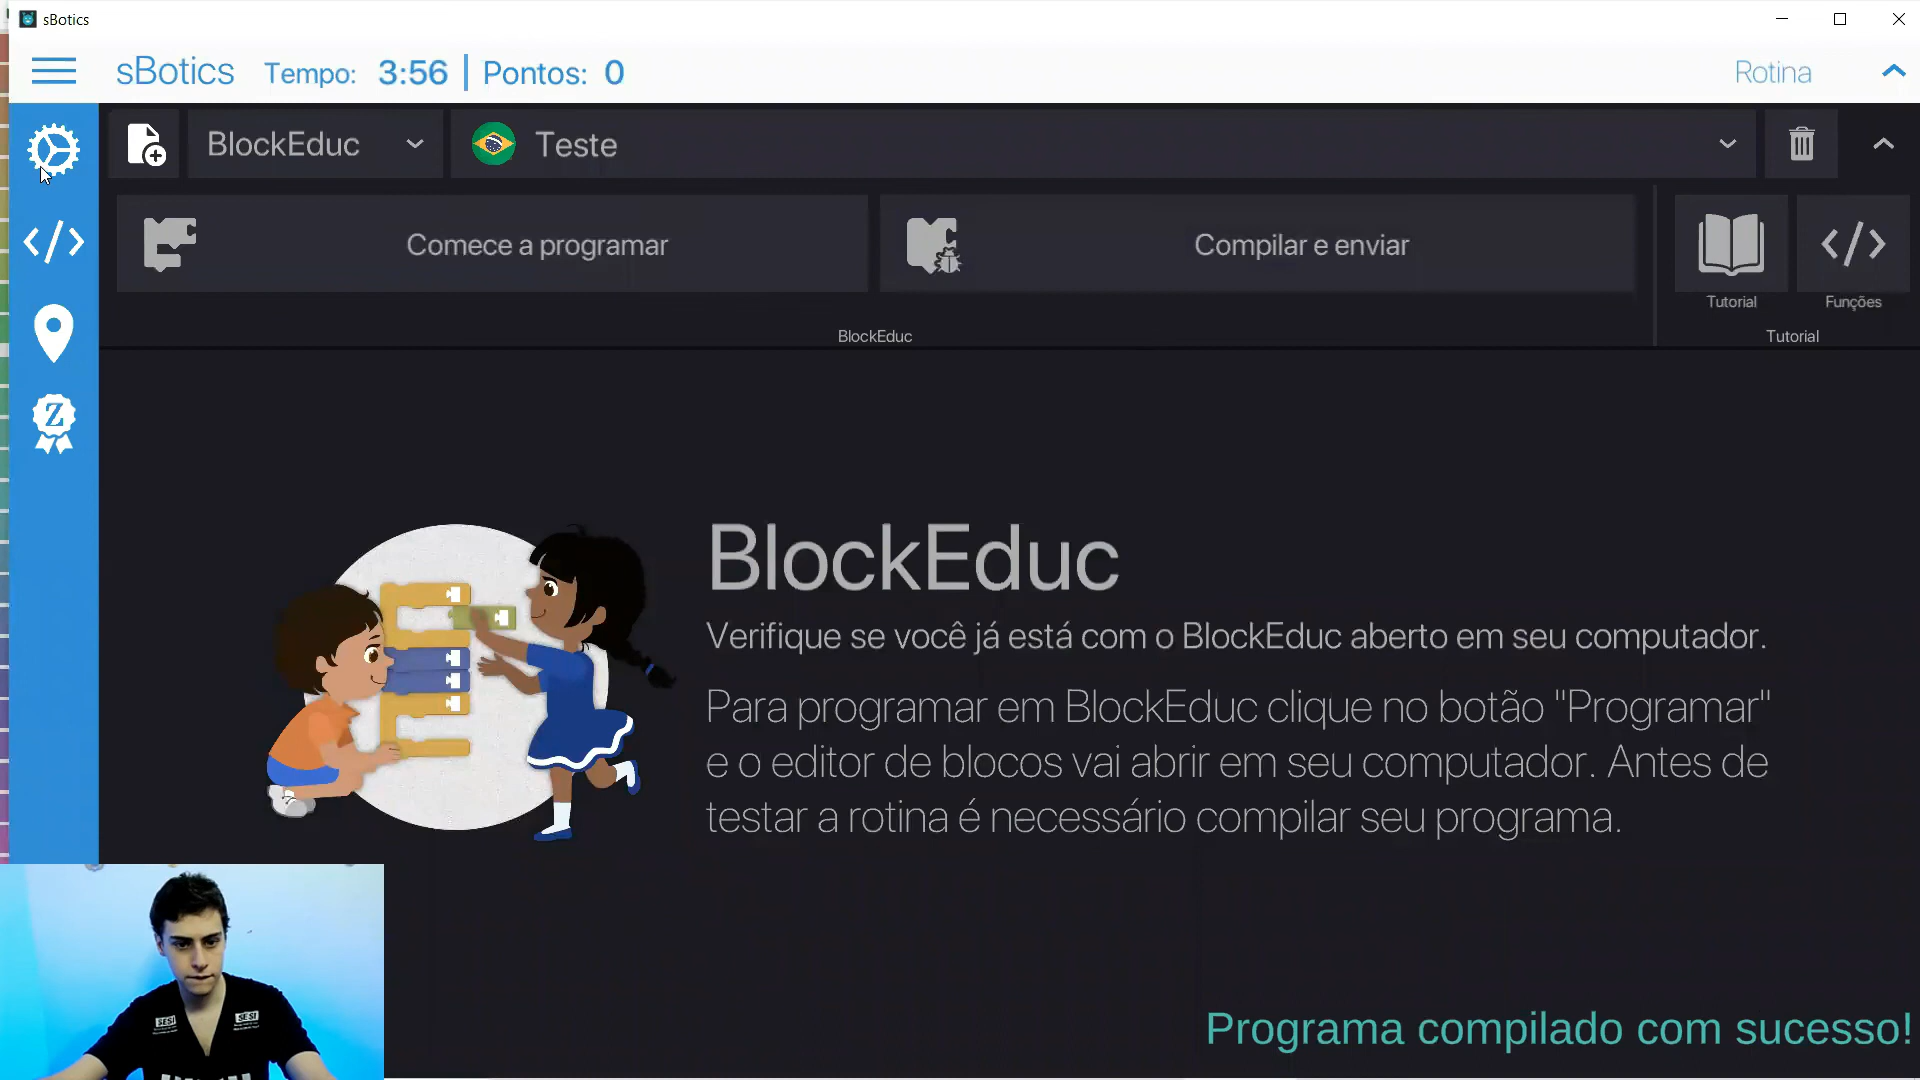 sBotics
sBotics Tempo: 3:56 Pontos: 0 Rotina
BlockEduc Teste
Comece a programar Compilar e enviar
Tutorial Funções
BlockEduc Tutorial
Z
BlockEduc
Verifique se você já está com o BlockEduc aberto em seu computador.
Para programar em BlockEduc clique no botão "Programar"
e o editor de blocos vai abrir em seu computador. Antes de
testar a rotina é necessário compilar seu programa.
SESI SESI
Programa compilado com sucesso!